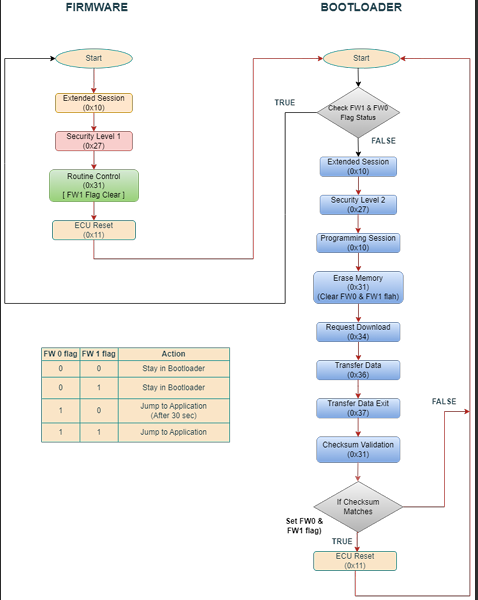 FIRMWARE
Start
Extended Session
(0x10)
Security Level 1
(0x27)
Routine Control
(0x31)
[ FW1 Flag Clear ]
ECU Reset
(0x11)
BOOTLOADER
Start
Check FW1 & FW0
Flag Status
TRUE
FALSE
Extended Session
(0x10)
Security Level 2
(0x27)
Programming Session
(0x10)
Erase Memory
(0x31)
(Clear FW0 & FW1 flah)
Request Download
(0x34)
Transfer Data
(0x36)
Transfer Data Exit
(0x37)
Checksum Validation
(0x31)
If Checksum
Matches
FALSE
Set FW0 &
FW1 flag)
TRUE
ECU Reset
(0x11)
FW 0 flag FW 1 flag Action
0 0 Stay in Bootloader
0 1 Stay in Bootloader
1 0 Jump to Application
(After 30 sec)
1 1 Jump to Application